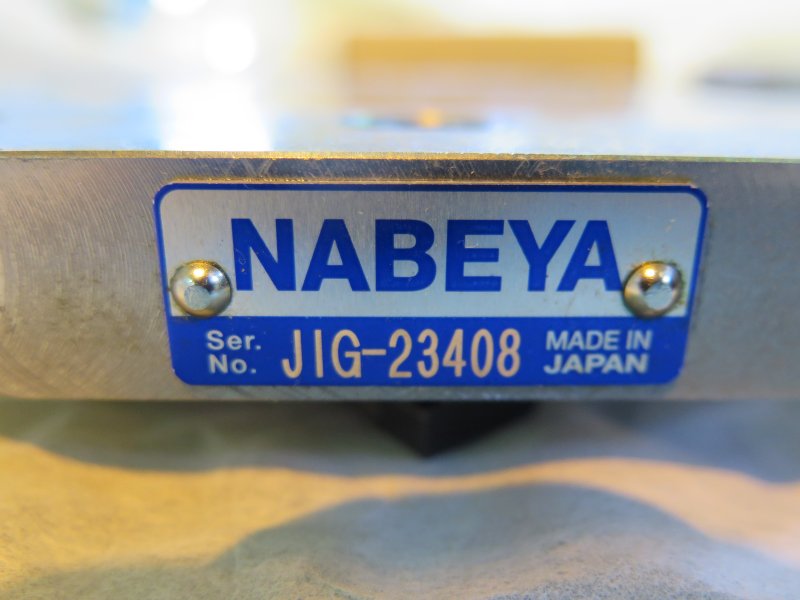 NABEYA
Ser. No. JIG-23408 MADE IN JAPAN